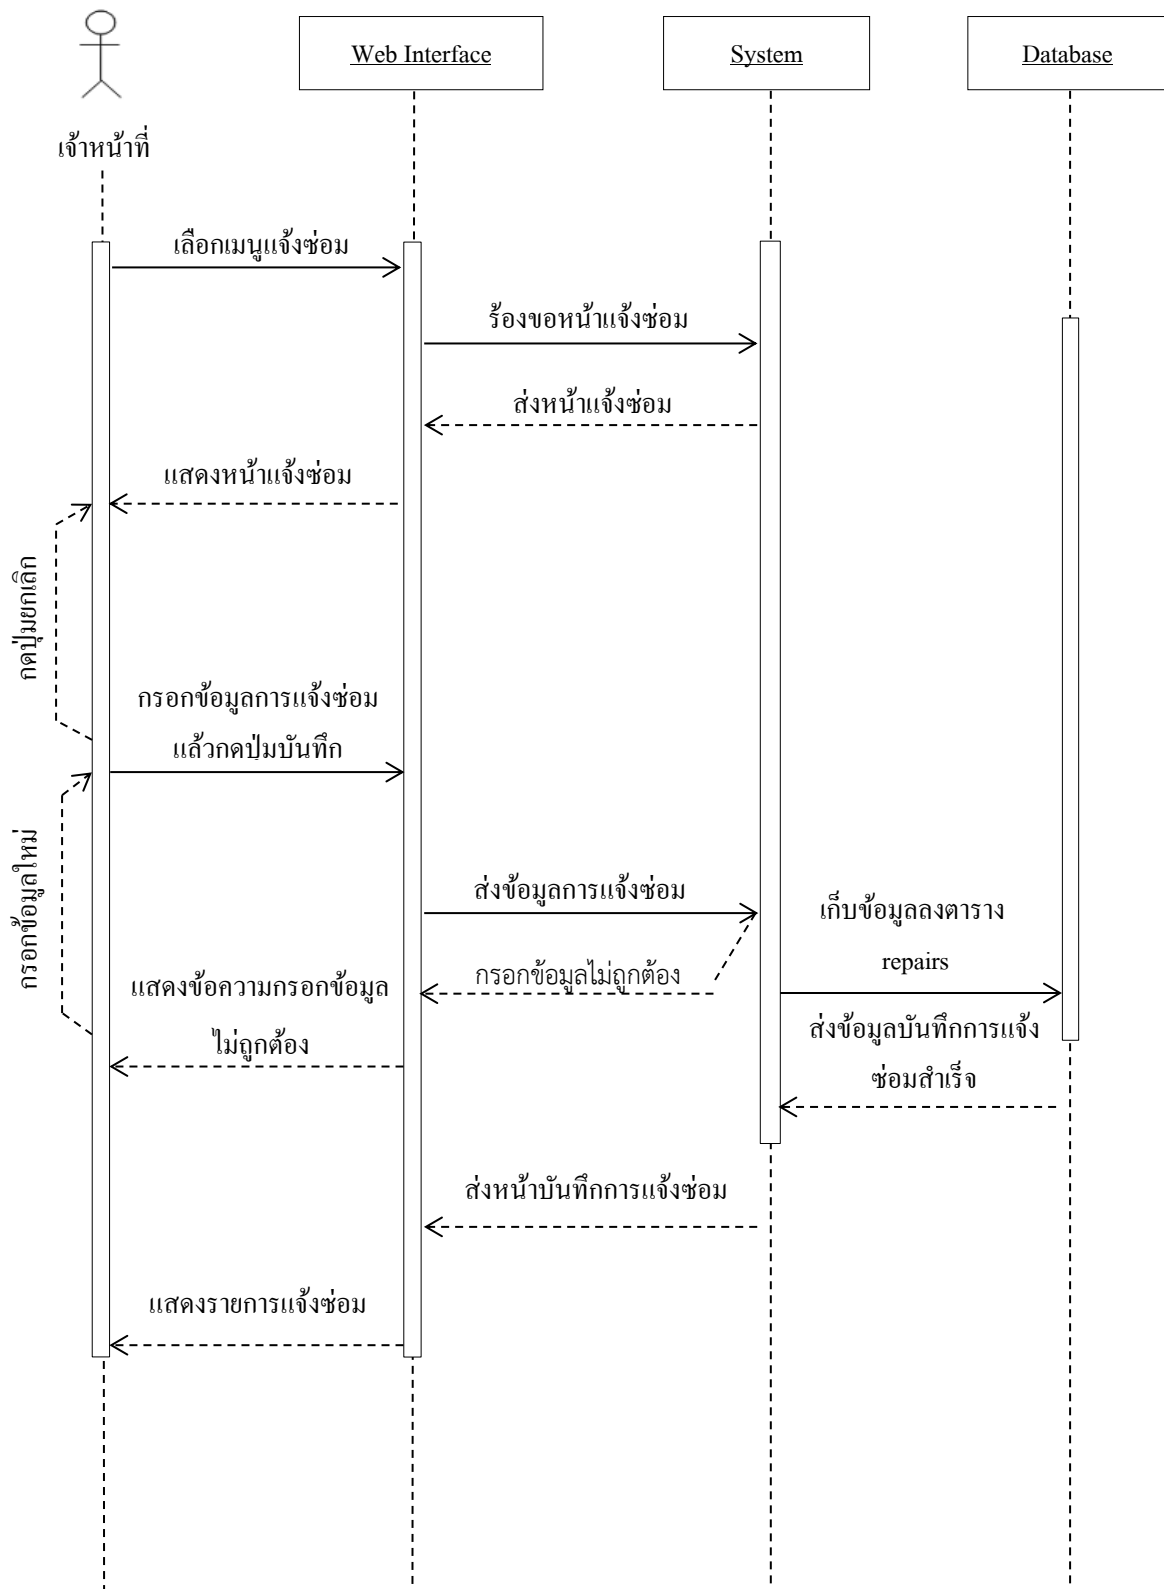 Web Interface
System
Database
เจ้าหน้าที่
เลือกเมนูแจ้งซ่อม
ร้องขอหน้าแจ้งซ่อม
ส่งหน้าแจ้งซ่อม
แสดงหน้าแจ้งซ่อม
กดปุ่มยกเลิก
กรอกข้อมูลการแจ้งซ่อม
แล้วกดปุ่มบันทึก
กรอกข้อมูลใหม่
ส่งข้อมูลการแจ้งซ่อม
เก็บข้อมูลลงตาราง
repairs
กรอกข้อมูลไม่ถูกต้อง
แสดงข้อความกรอกข้อมูล
ไม่ถูกต้อง
ส่งข้อมูลบันทึกการแจ้ง
ซ่อมสำเร็จ
ส่งหน้าบันทึกการแจ้งซ่อม
แสดงรายการแจ้งซ่อม